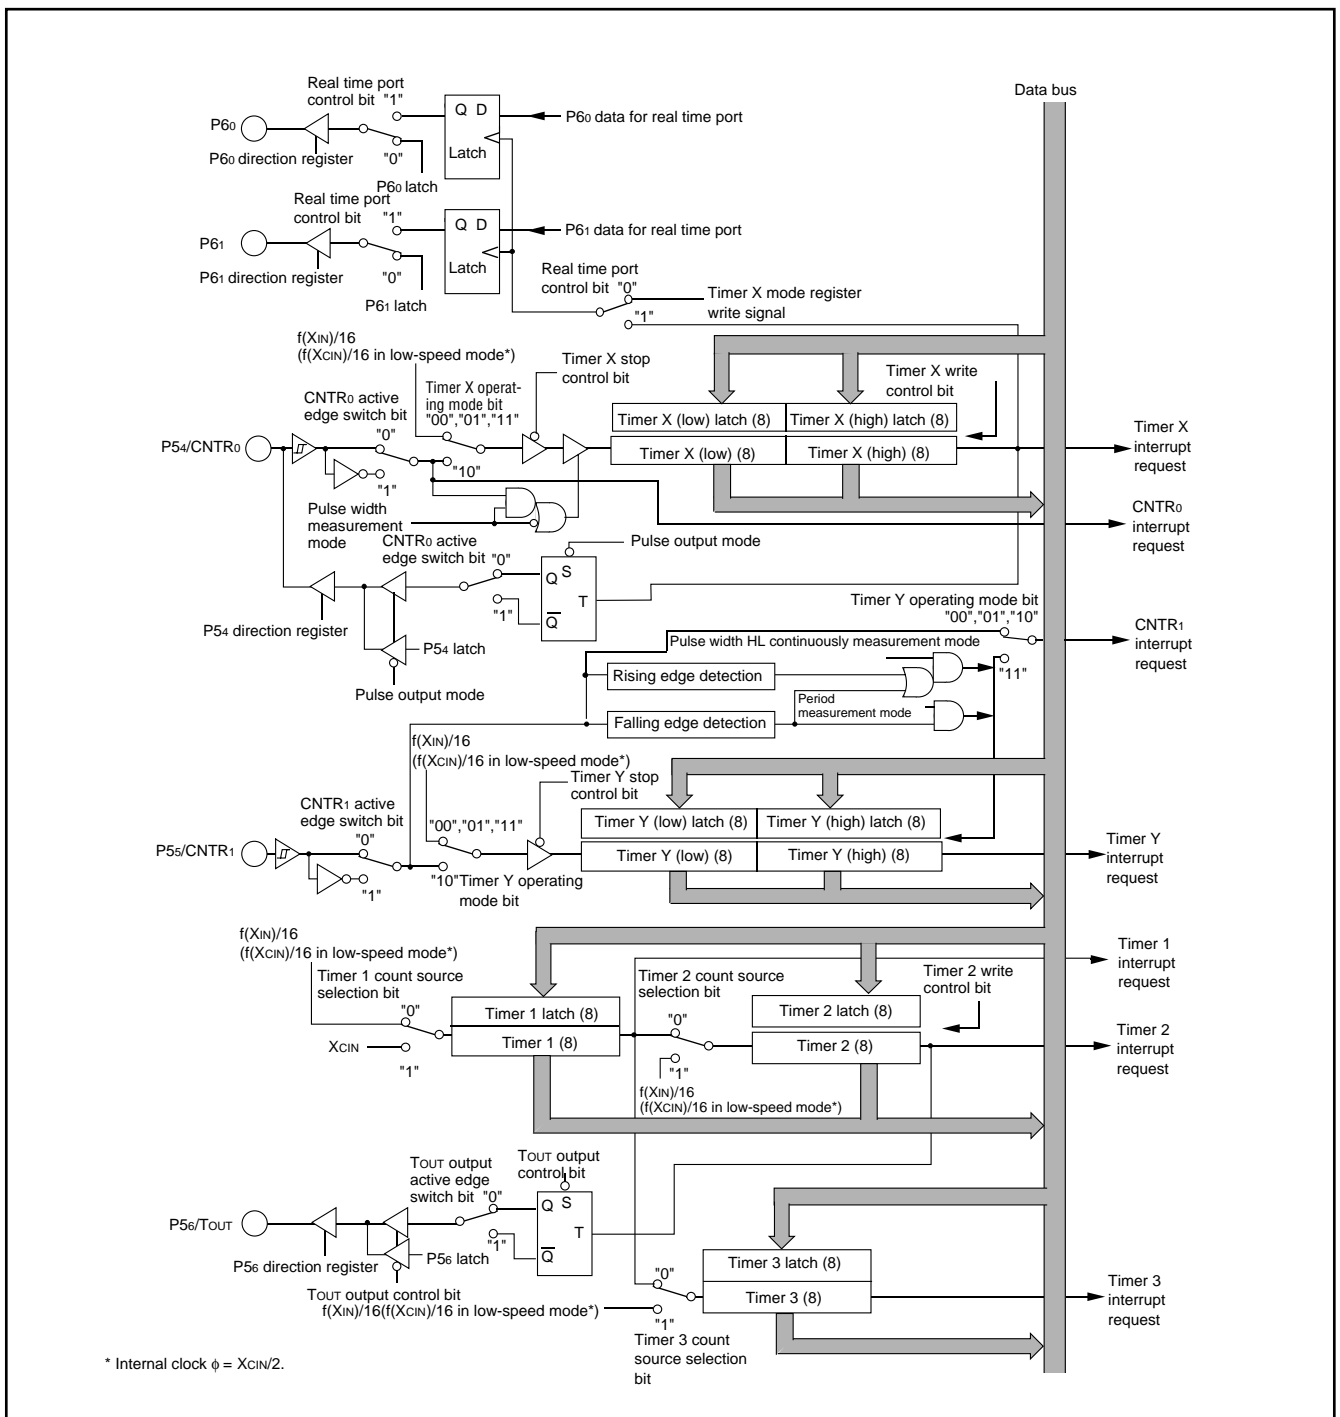 Data bus
Real time port
control bit "1"
P60
Q D
P60 data for real time port
P60 direction register
"0"
Latch
P60 latch
Real time port
control bit "1"
P61
Q D
P61 data for real time port
P61 direction register
"0"
Latch
P61 latch
Real time port
control bit "0"
Timer X mode register
write signal
"1"
f(XIN)/16
(f(XCIN)/16 in low-speed mode*)
Timer X stop
control bit
Timer X operat-
ing mode bit
"00","01","11"
Timer X write
control bit
CNTR0 active
edge switch bit
"0"
P54/CNTR0
"10"
"1"
Timer X (low) latch (8)
Timer X (high) latch (8)
Timer X (low) (8)
Timer X (high) (8)
Timer X
interrupt
request
CNTR0
interrupt
request
Pulse width
measurement
mode
CNTR0 active
edge switch bit "0"
Pulse output mode
Q S
T
Q
"1"
P54 direction register
P54 latch
Pulse output mode
Timer Y operating mode bit
"00","01","10"
CNTR1
interrupt
request
Pulse width HL continuously measurement mode
"11"
Rising edge detection
Period
measurement mode
Falling edge detection
f(XIN)/16
(f(XCIN)/16 in low-speed mode*)
Timer Y stop
control bit
CNTR1 active
edge switch bit
"0"
"00","01","11"
P55/CNTR1
"1"
"10"Timer Y operating
mode bit
Timer Y (low) latch (8)
Timer Y (high) latch (8)
Timer Y (low) (8)
Timer Y (high) (8)
Timer Y
interrupt
request
f(XIN)/16
(f(XCIN)/16 in low-speed mode*)
Timer 1 count source
selection bit
"0"
XCIN
"1"
Timer 1 latch (8)
Timer 1 (8)
Timer 2 count source
selection bit
"0"
"1"
f(XIN)/16
(f(XCIN)/16 in low-speed mode*)
Timer 2 write
control bit
Timer 2 latch (8)
Timer 2 (8)
Timer 1
interrupt
request
Timer 2
interrupt
request
TOUT output
active edge
switch bit "0"
TOUT output
control bit
Q S
T
Q
"1"
P56/TOUT
P56 direction register
P56 latch
TOUT output control bit
f(XIN)/16(f(XCIN)/16 in low-speed mode*)
"0"
"1"
Timer 3 count
source selection
bit
Timer 3 latch (8)
Timer 3 (8)
Timer 3
interrupt
request
* Internal clock φ = XCIN/2.